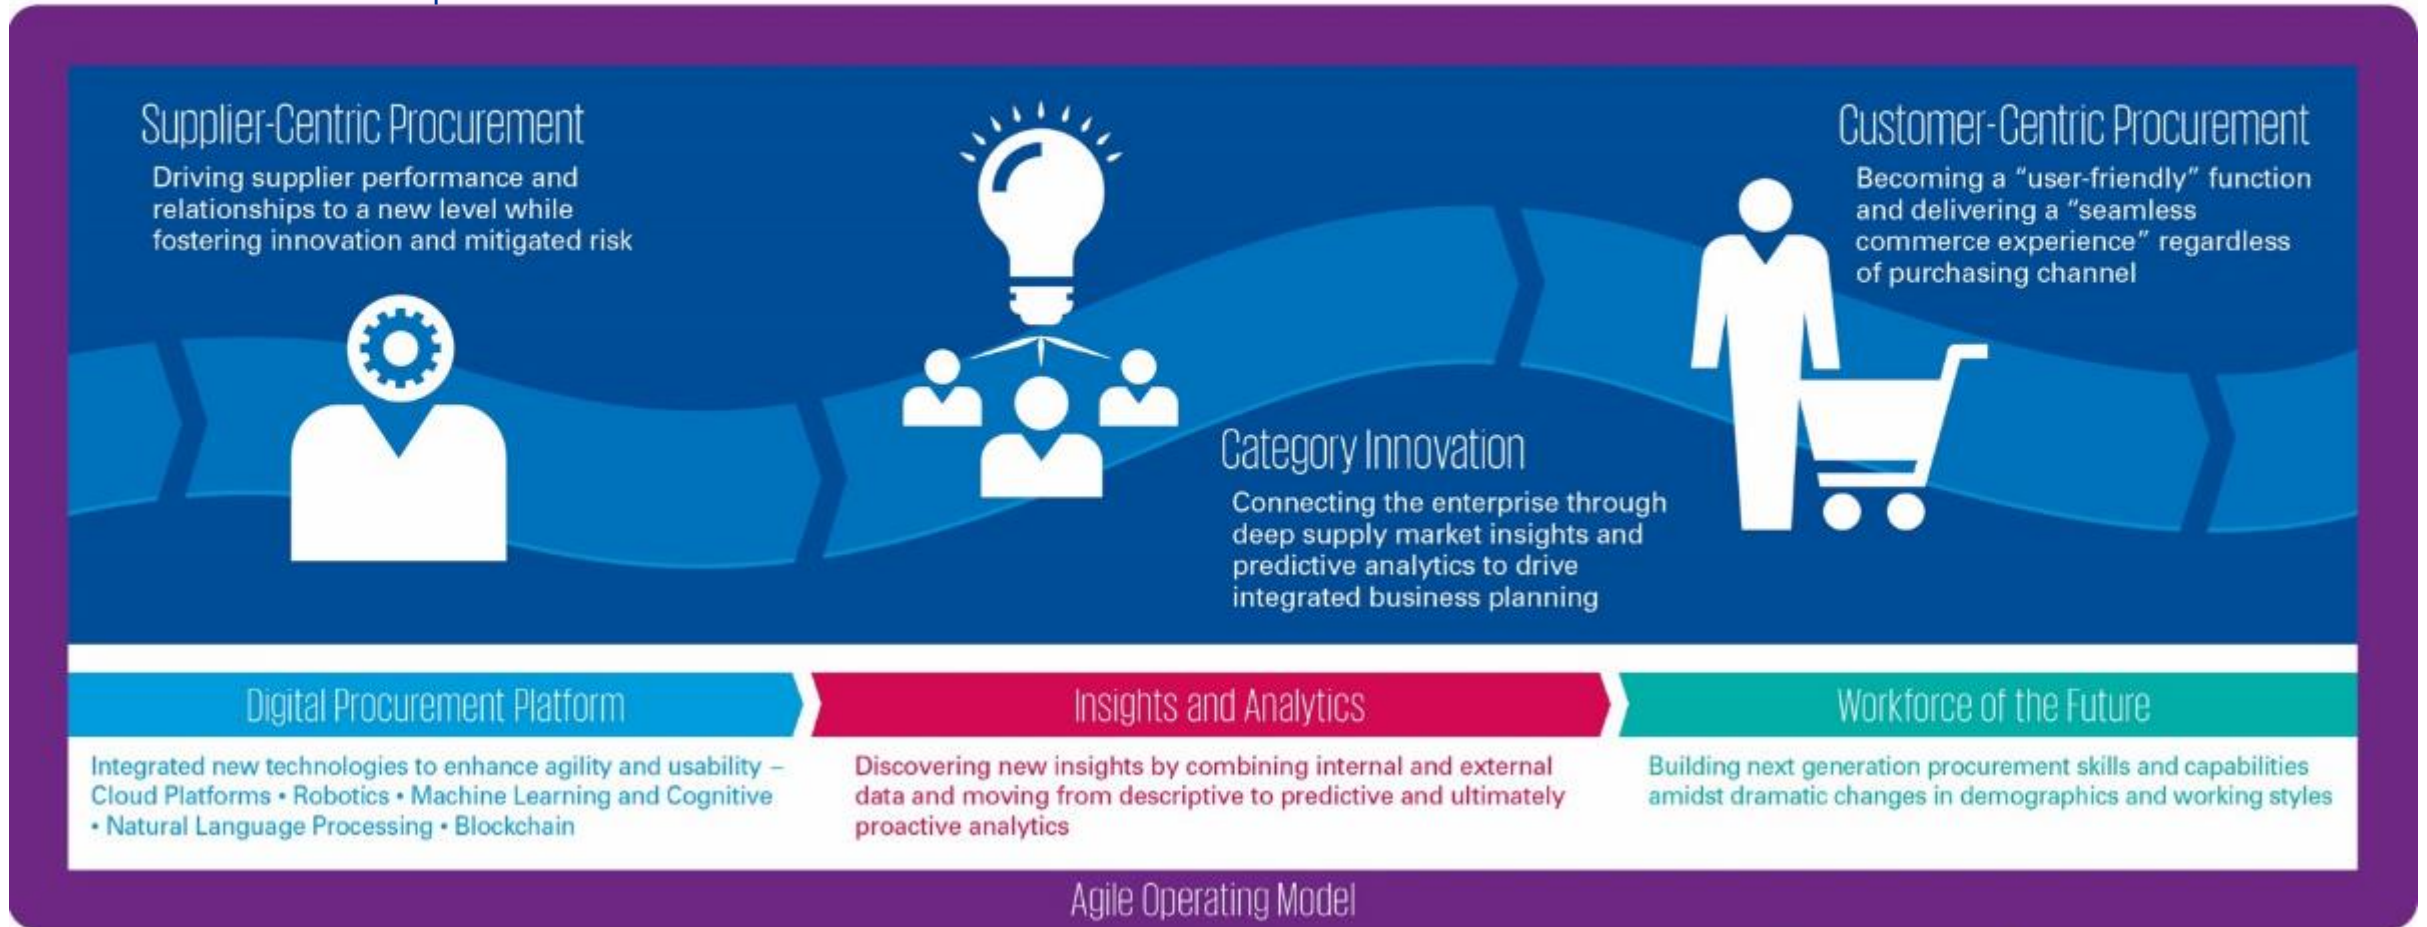 Supplier-Centric Procurement
Driving supplier performance and
relationships to a new level while
fostering innovation and mitigated risk
Category Innovation
Connecting the enterprise through
deep supply market insights and
predictive analytics to drive
integrated business planning
Customer-Centric Procurement
Becoming a “user-friendly” function
and delivering a “seamless
commerce experience” regardless
of purchasing channel
Digital Procurement Platform
Integrated new technologies to enhance agility and usability –
Cloud Platforms • Robotics • Machine Learning and Cognitive
• Natural Language Processing • Blockchain
Insights and Analytics
Discovering new insights by combining internal and external
data and moving from descriptive to predictive and ultimately
proactive analytics
Workforce of the Future
Building next generation procurement skills and capabilities
amidst dramatic changes in demographics and working styles
Agile Operating Model